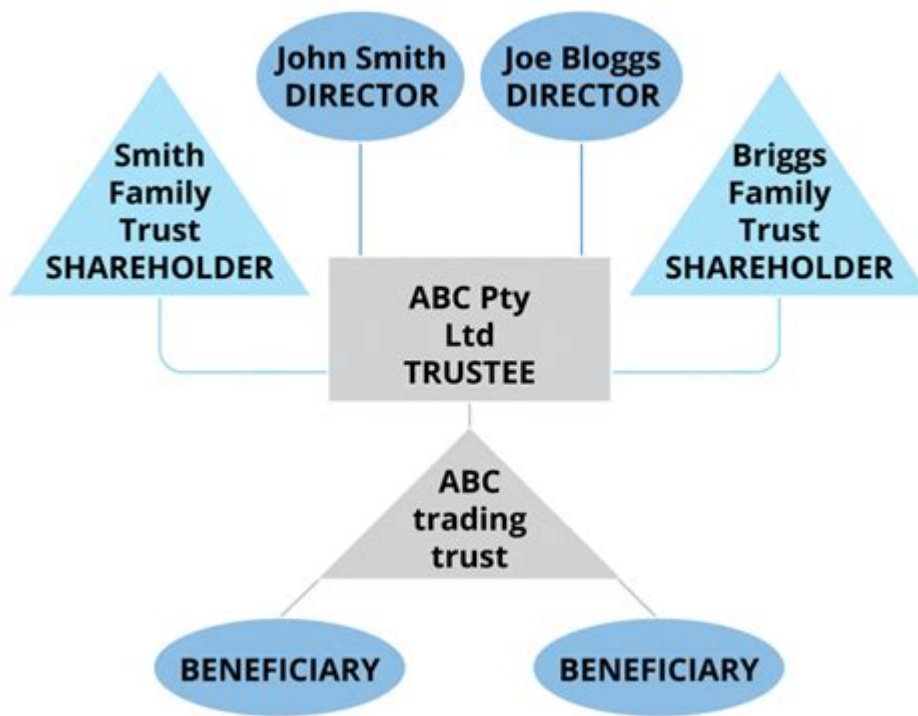 John Smith
DIRECTOR
Joe Bloggs
DIRECTOR
Smith
Family
Trust
SHAREHOLDER
Briggs
Family
Trust
SHAREHOLDER
ABC Pty
Ltd
TRUSTEE
ABC
trading
trust
BENEFICIARY
BENEFICIARY